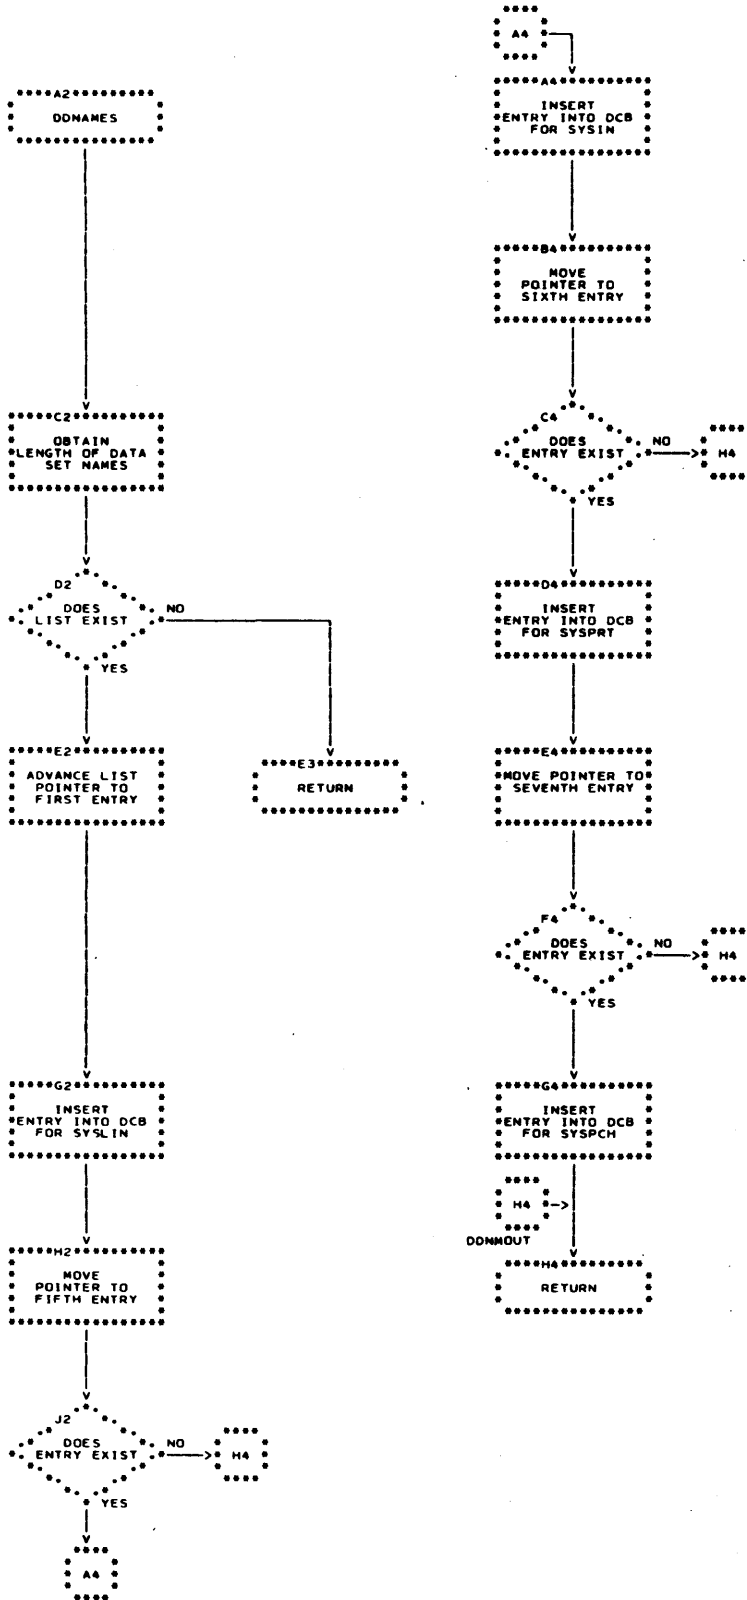 A2
DDNAMES
C2
OBTAIN
LENGTH OF DATA
SET NAMES
D2
DOES
LIST EXIST
NO
YES
E2
ADVANCE LIST
POINTER TO
FIRST ENTRY
E3
RETURN
G2
INSERT
ENTRY INTO DCB
FOR SYSLIN
H2
MOVE
POINTER TO
FIFTH ENTRY
J2
DOES
ENTRY EXIST
NO
H4
YES
A4
A4
A4
INSERT
ENTRY INTO DCB
FOR SYSIN
B4
MOVE
POINTER TO
SIXTH ENTRY
C4
DOES
ENTRY EXIST
NO
H4
YES
D4
INSERT
ENTRY INTO DCB
FOR SYSPRT
E4
MOVE POINTER TO
SEVENTH ENTRY
F4
DOES
ENTRY EXIST
NO
H4
YES
G4
INSERT
ENTRY INTO DCB
FOR SYSPCH
H4
DDNMOUT
H4
RETURN